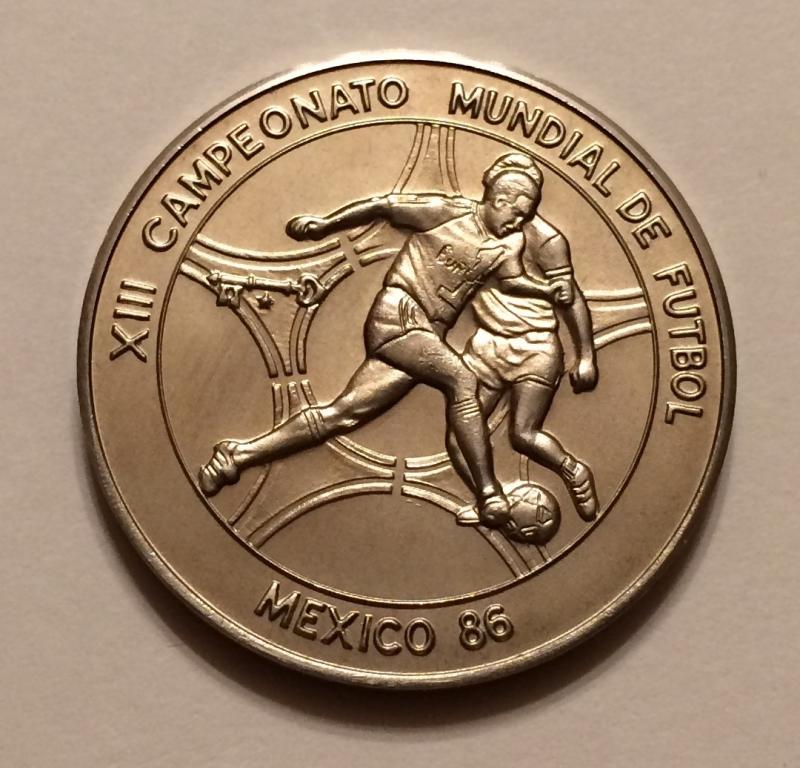 XIII CAMPEONATO MUNDIAL DE FUTBOL
MEXICO 86